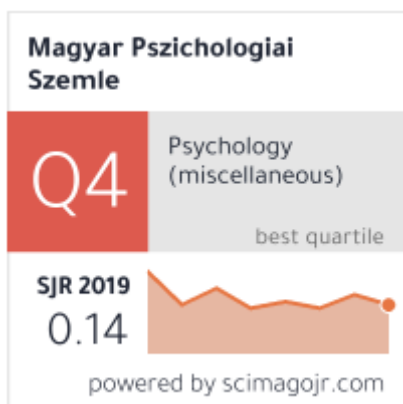 Magyar Pszichologiai
Szemle
Q4
Psychology
(miscellaneous)
best quartile
SJR 2019
0.14
powered by scimagojr.com